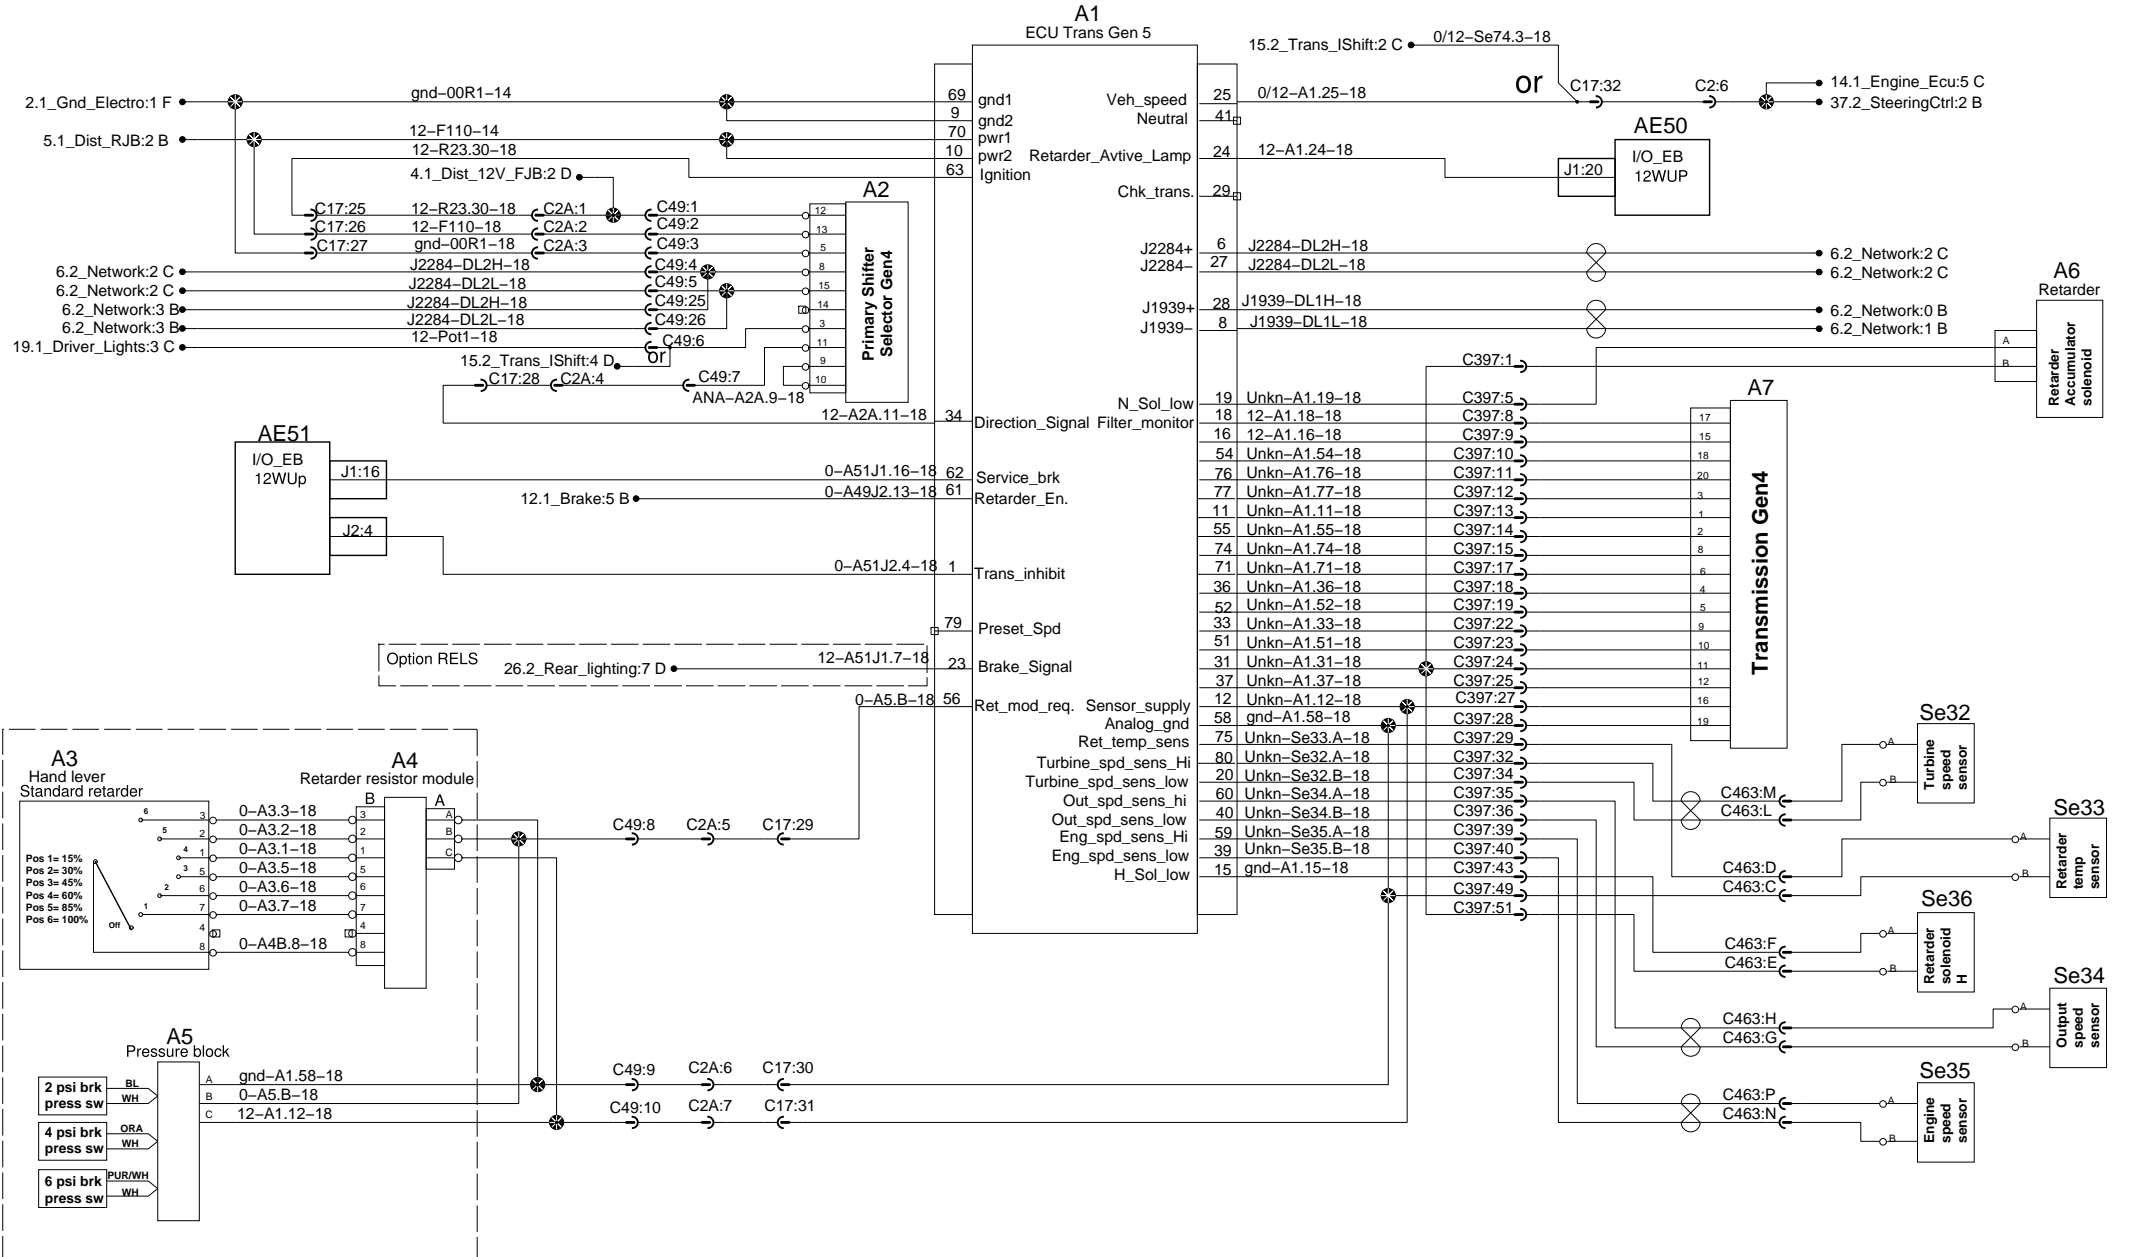 A1
ECU Trans Gen 5
2.1_Gnd_Electro:1 F
gnd-00R1-14
69 gnd1
9 gnd2
5.1_Dist_RJB:2 B
12-F110-14
70 pwr1
12-R23.30-18
10 pwr2
4.1_Dist_12V_FJB:2 D
63 Ignition
A2
Primary Shifter
Selector Gen4
C17:25 12-R23.30-18 C2A:1 C49:1 12
C17:26 12-F110-18 C2A:2 C49:2 13
C17:27 gnd-00R1-18 C2A:3 C49:3 5
6.2_Network:2 C J2284-DL2H-18 C49:4 8
6.2_Network:2 C J2284-DL2L-18 C49:5 15
6.2_Network:3 B J2284-DL2H-18 C49:25 14
6.2_Network:3 B J2284-DL2L-18 C49:26 3
19.1_Driver_Lights:3 C 12-Pot1-18 C49:6 11
or
15.2_Trans_IShift:4 D 9
C17:28 C2A:4 C49:7 10
ANA-A2A.9-18
12-A2A.11-18 34 Direction_Signal
AE51
I/O_EB
12WUp
J1:16
0-A51J1.16-18 62 Service_brk
12.1_Brake:5 B 0-A49J2.13-18 61 Retarder_En.
J2:4
0-A51J2.4-18 1 Trans_inhibit
79 Preset_Spd
Option RELS
26.2_Rear_lighting:7 D 12-A51J1.7-18 23 Brake_Signal
0-A5.B-18 56 Ret_mod_req.
15.2_Trans_IShift:2 C 0/12-Se74.3-18
Veh_speed 25 0/12-A1.25-18 or C17:32 C2:6
14.1_Engine_Ecu:5 C
37.2_SteeringCtrl:2 B
Neutral 41
AE50
I/O_EB
12WUP
J1:20
Retarder_Avtive_Lamp 24 12-A1.24-18
Chk_trans. 29
J2284+ 6 J2284-DL2H-18 6.2_Network:2 C
J2284- 27 J2284-DL2L-18 6.2_Network:2 C
J1939+ 28 J1939-DL1H-18 6.2_Network:0 B
J1939- 8 J1939-DL1L-18 6.2_Network:1 B
A6
Retarder
A
B
Retarder
Accumulator
solenoid
C397:1
A7
Transmission Gen4
N_Sol_low 19 Unkn-A1.19-18 C397:5
Filter_monitor 18 12-A1.18-18 C397:8 17
16 12-A1.16-18 C397:9 15
54 Unkn-A1.54-18 C397:10 18
76 Unkn-A1.76-18 C397:11 20
77 Unkn-A1.77-18 C397:12 3
11 Unkn-A1.11-18 C397:13 1
55 Unkn-A1.55-18 C397:14 2
74 Unkn-A1.74-18 C397:15 8
71 Unkn-A1.71-18 C397:17 6
36 Unkn-A1.36-18 C397:18 4
52 Unkn-A1.52-18 C397:19 5
33 Unkn-A1.33-18 C397:22 9
51 Unkn-A1.51-18 C397:23 10
31 Unkn-A1.31-18 C397:24 11
37 Unkn-A1.37-18 C397:25 12
Sensor_supply 12 Unkn-A1.12-18 C397:27 16
Analog_gnd 58 gnd-A1.58-18 C397:28 19
Ret_temp_sens 75 Unkn-Se33.A-18 C397:29
Turbine_spd_sens_Hi 80 Unkn-Se32.A-18 C397:32
Turbine_spd_sens_low 20 Unkn-Se32.B-18 C397:34
Out_spd_sens_hi 60 Unkn-Se34.A-18 C397:35
Out_spd_sens_low 40 Unkn-Se34.B-18 C397:36
Eng_spd_sens_Hi 59 Unkn-Se35.A-18 C397:39
Eng_spd_sens_low 39 Unkn-Se35.B-18 C397:40
H_Sol_low 15 gnd-A1.15-18 C397:43
C397:49
C397:51
Se32
A
B
Turbine
speed
sensor
C463:M
C463:L
Se33
A
B
Retarder
temp
sensor
C463:D
C463:C
Se36
A
B
Retarder
solenoid
H
C463:F
C463:E
Se34
A
B
Output
speed
sensor
C463:H
C463:G
Se35
A
B
Engine
speed
sensor
C463:P
C463:N
A3
Hand lever
Standard retarder
A4
Retarder resistor module
B A
6 3 0-A3.3-18 3 A
5 2 0-A3.2-18 2 B
4 1 0-A3.1-18 1 C
3 5 0-A3.5-18 5
2 6 0-A3.6-18 6
1 7 0-A3.7-18 7
4 4
8 0-A4B.8-18 8
Pos 1= 15%
Pos 2= 30%
Pos 3= 45%
Pos 4= 60%
Pos 5= 85%
Pos 6= 100%
Off
C49:8 C2A:5 C17:29
A5
Pressure block
A gnd-A1.58-18 C49:9 C2A:6 C17:30
B 0-A5.B-18
C 12-A1.12-18 C49:10 C2A:7 C17:31
2 psi brk
press sw
BL
WH
4 psi brk
press sw
ORA
WH
6 psi brk
press sw
PUR/WH
WH